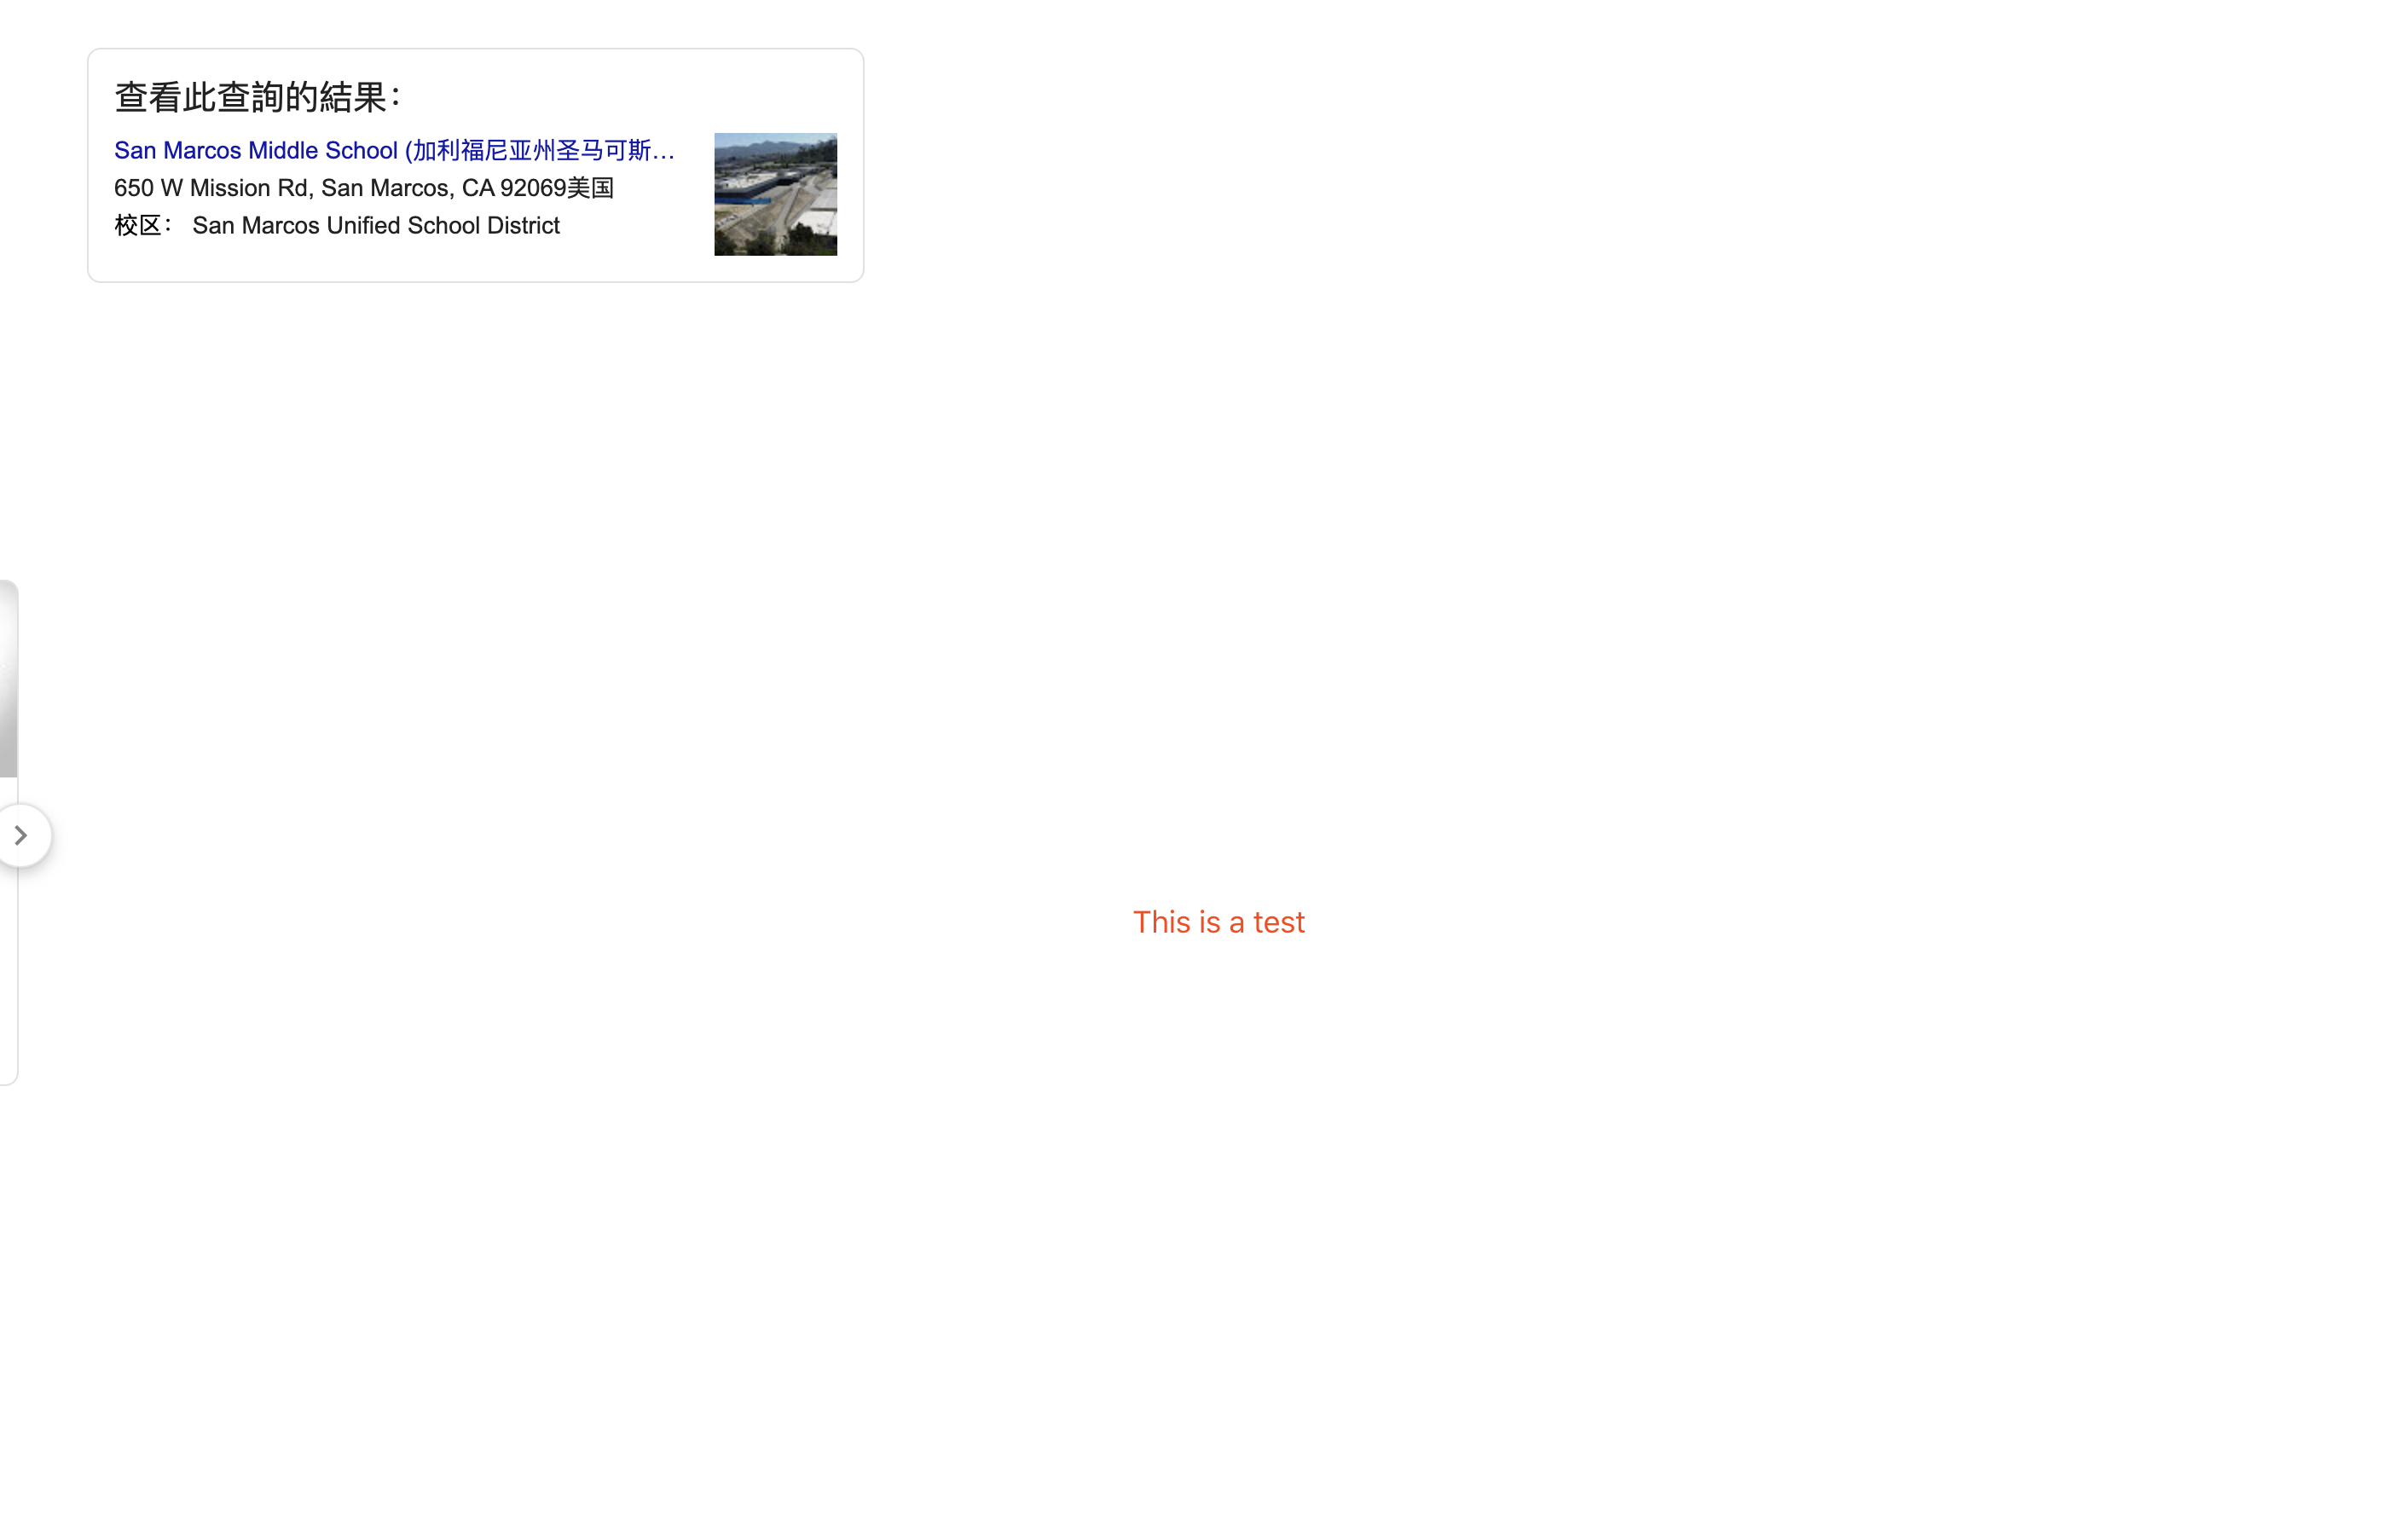 查看此查詢的結果：
San Marcos Middle School (加利福尼亚州圣马可斯…
650 W Mission Rd, San Marcos, CA 92069美国
校区： San Marcos Unified School District
This is a test